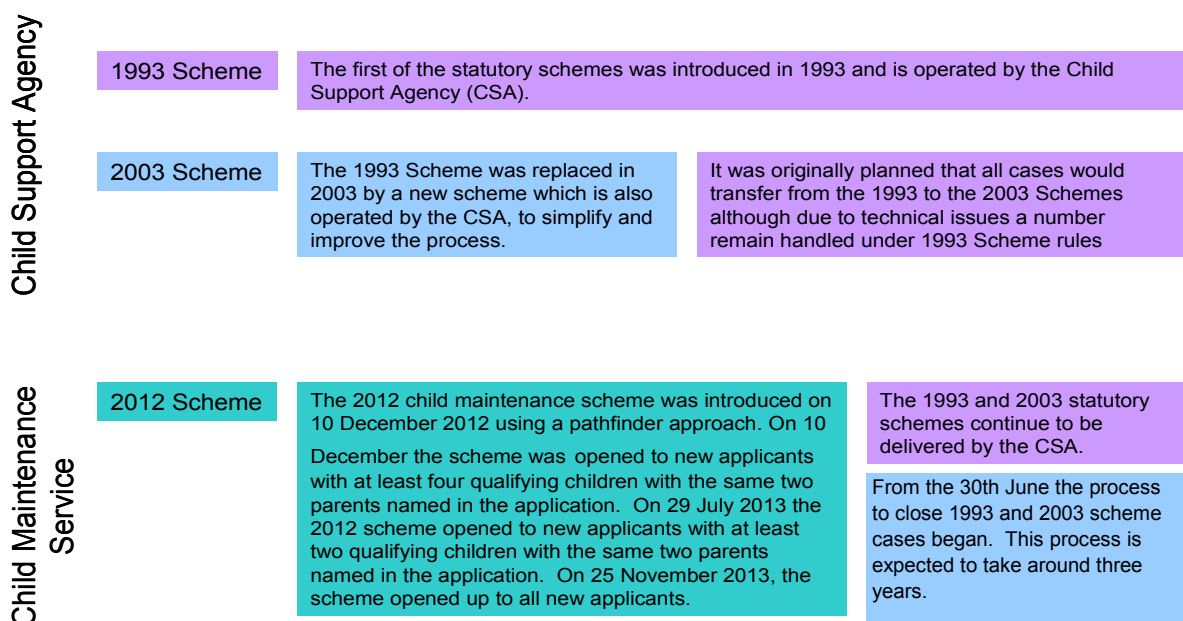 Child Support Agency
1993 Scheme
The first of the statutory schemes was introduced in 1993 and is operated by the Child
Support Agency (CSA).
2003 Scheme
The 1993 Scheme was replaced in
2003 by a new scheme which is also
operated by the CSA, to simplify and
improve the process.
It was originally planned that all cases would
transfer from the 1993 to the 2003 Schemes
although due to technical issues a number
remain handled under 1993 Scheme rules
Child Maintenance
Service
2012 Scheme
The 2012 child maintenance scheme was introduced on
10 December 2012 using a pathfinder approach. On 10
December the scheme was opened to new applicants
with at least four qualifying children with the same two
parents named in the application. On 29 July 2013 the
2012 scheme opened to new applicants with at least
two qualifying children with the same two parents
named in the application. On 25 November 2013, the
scheme opened up to all new applicants.
The 1993 and 2003 statutory
schemes continue to be
delivered by the CSA.
From the 30th June the process
to close 1993 and 2003 scheme
cases began. This process is
expected to take around three
years.